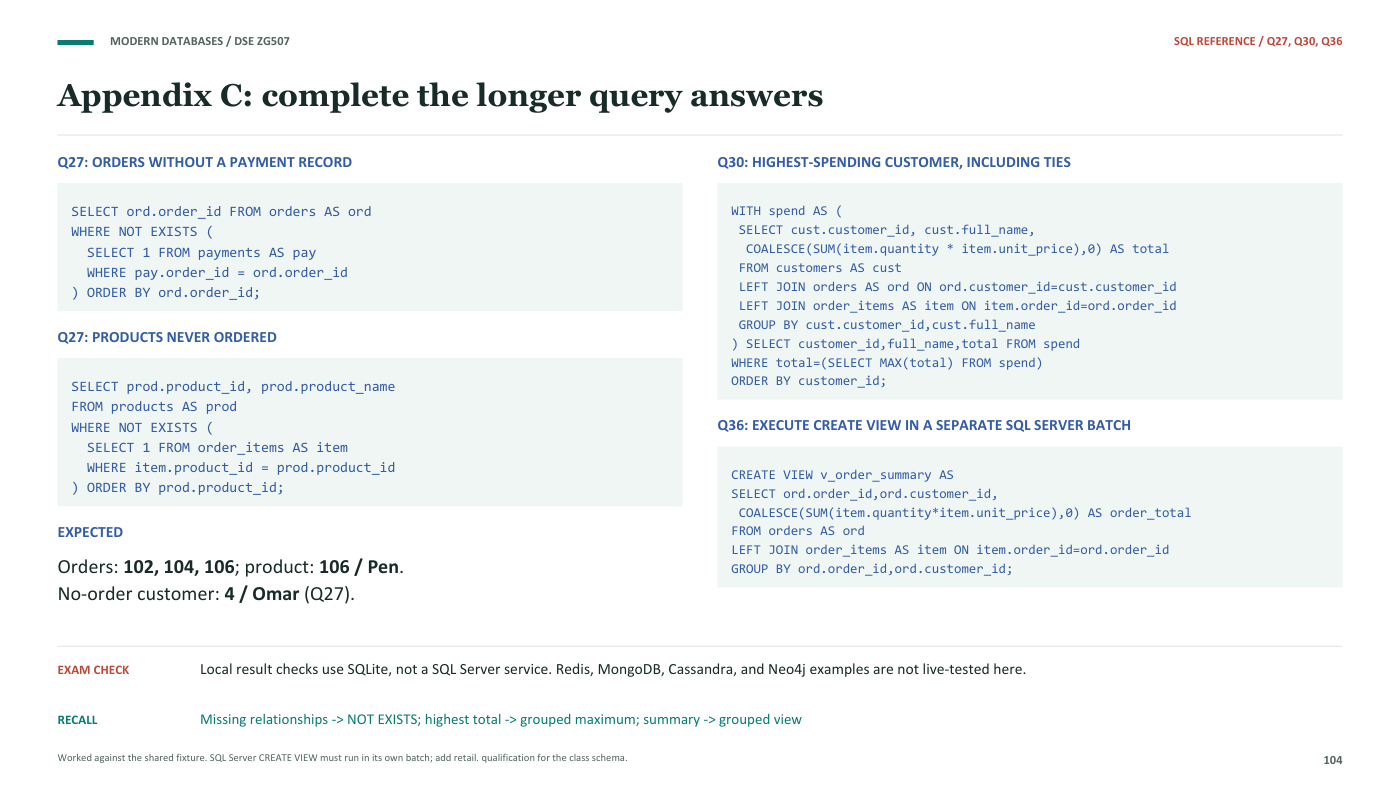 MODERN DATABASES / DSE ZG507
SQL REFERENCE / Q27, Q30, Q36
Appendix C: complete the longer query answers
Q27: ORDERS WITHOUT A PAYMENT RECORD
SELECT ord.order_id FROM orders AS ord
WHERE NOT EXISTS (
  SELECT 1 FROM payments AS pay
  WHERE pay.order_id = ord.order_id
) ORDER BY ord.order_id;
Q27: PRODUCTS NEVER ORDERED
SELECT prod.product_id, prod.product_name
FROM products AS prod
WHERE NOT EXISTS (
  SELECT 1 FROM order_items AS item
  WHERE item.product_id = prod.product_id
) ORDER BY prod.product_id;
EXPECTED
Orders: 102, 104, 106; product: 106 / Pen.
No-order customer: 4 / Omar (Q27).
Q30: HIGHEST-SPENDING CUSTOMER, INCLUDING TIES
WITH spend AS (
 SELECT cust.customer_id, cust.full_name,
  COALESCE(SUM(item.quantity * item.unit_price),0) AS total
 FROM customers AS cust
 LEFT JOIN orders AS ord ON ord.customer_id=cust.customer_id
 LEFT JOIN order_items AS item ON item.order_id=ord.order_id
 GROUP BY cust.customer_id,cust.full_name
) SELECT customer_id,full_name,total FROM spend
WHERE total=(SELECT MAX(total) FROM spend)
ORDER BY customer_id;
Q36: EXECUTE CREATE VIEW IN A SEPARATE SQL SERVER BATCH
CREATE VIEW v_order_summary AS
SELECT ord.order_id,ord.customer_id,
 COALESCE(SUM(item.quantity*item.unit_price),0) AS order_total
FROM orders AS ord
LEFT JOIN order_items AS item ON item.order_id=ord.order_id
GROUP BY ord.order_id,ord.customer_id;
EXAM CHECK
Local result checks use SQLite, not a SQL Server service. Redis, MongoDB, Cassandra, and Neo4j examples are not live-tested here.
RECALL
Missing relationships -> NOT EXISTS; highest total -> grouped maximum; summary -> grouped view
Worked against the shared fixture. SQL Server CREATE VIEW must run in its own batch; add retail. qualification for the class schema.
104